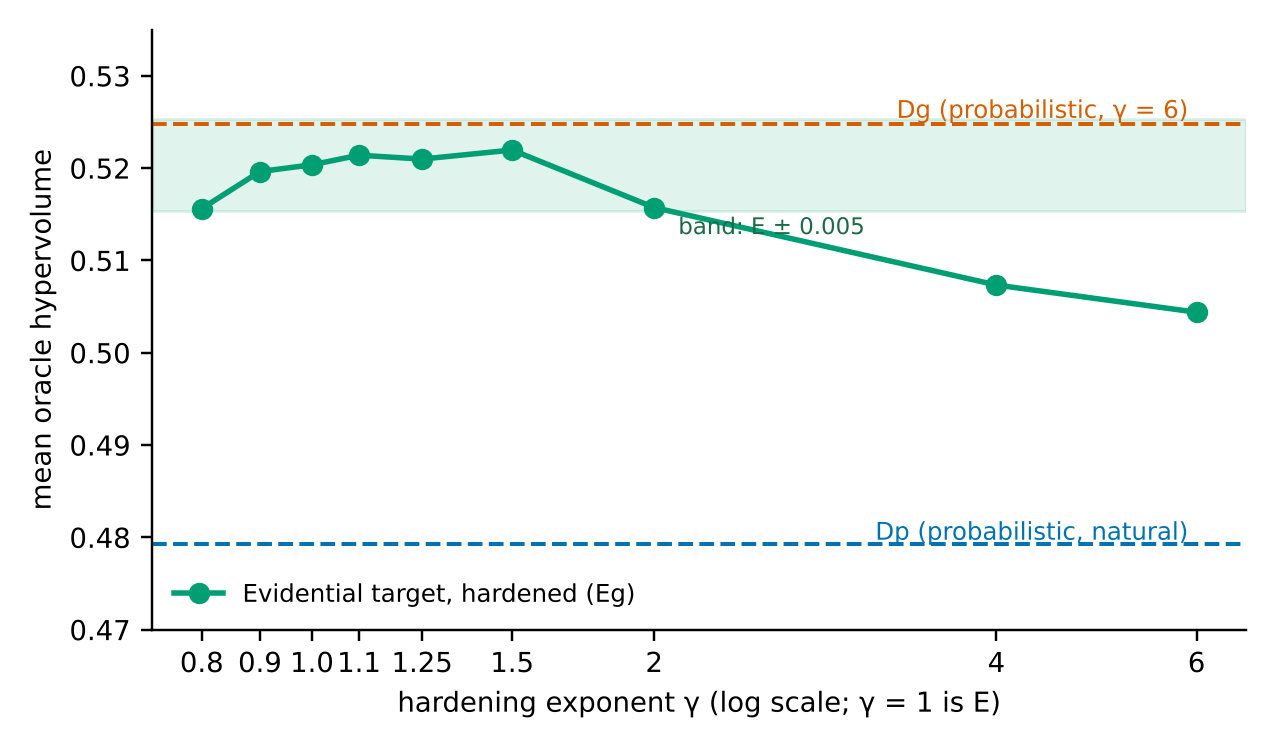 0.53
0.52
0.51
0.50
0.49
0.48
0.47
mean oracle hypervolume
Dg (probabilistic, γ = 6)
band: E ± 0.005
Dp (probabilistic, natural)
Evidential target, hardened (Eg)
0.8 0.9 1.0 1.1 1.25 1.5 2 4 6
hardening exponent γ (log scale; γ = 1 is E)